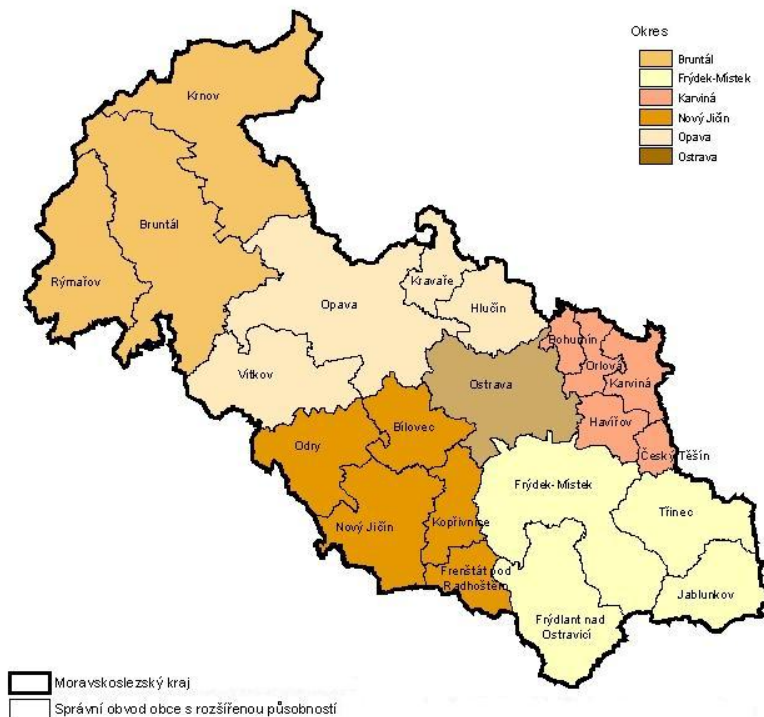 Okres
Bruntál
Frýdek-Místek
Karviná
Nový Jičín
Opava
Ostrava
Krnov
Bruntál
Rýmařov
Opava
Kravaře
Hlučín
Vítkov
Ostrava
Bohumín
Orlová
Karviná
Havířov
Český Těšín
Bílovec
Odry
Nový Jičín
Kopřivnice
Frenštát pod
Radhoštěm
Frýdek-Místek
Třinec
Jablunkov
Frýdlant nad
Ostravicí
Moravskoslezský kraj
Správní obvod obce s rozšířenou působností